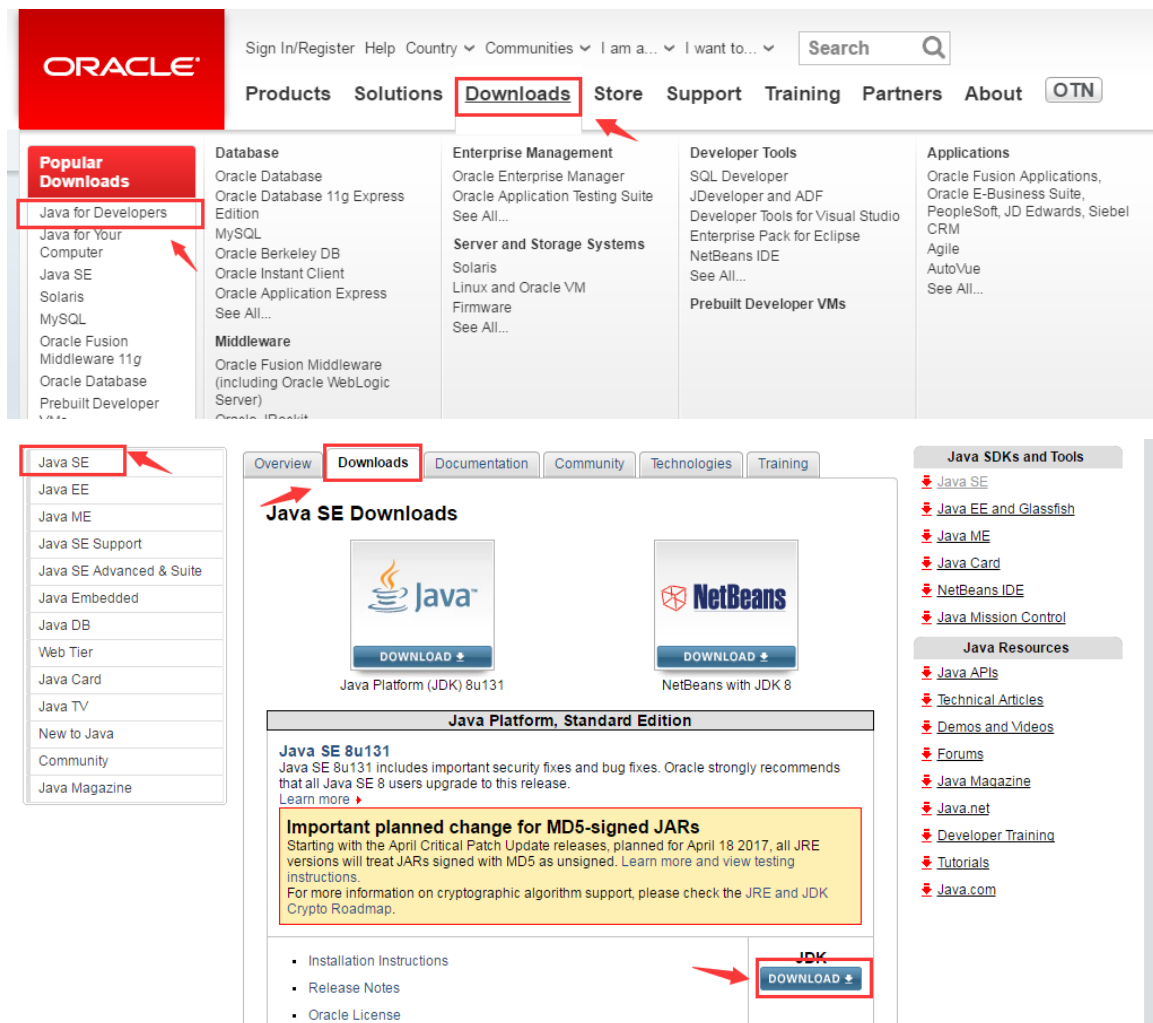 ORACLE
Sign In/Register Help Country Communities I am a... I want to... Search
Products Solutions Downloads Store Support Training Partners About OTN
Popular
Downloads
Java for Developers
Java for Your
Computer
Java SE
Solaris
MySQL
Oracle Fusion
Middleware 11g
Oracle Database
Prebuilt Developer
VMs
Database
Oracle Database
Oracle Database 11g Express
Edition
MySQL
Oracle Berkeley DB
Oracle Instant Client
Oracle Application Express
See All...
Middleware
Oracle Fusion Middleware
(including Oracle WebLogic
Server)
Oracle JRockit
Enterprise Management
Oracle Enterprise Manager
Oracle Application Testing Suite
See All...
Server and Storage Systems
Solaris
Linux and Oracle VM
Firmware
See All...
Developer Tools
SQL Developer
JDeveloper and ADF
Developer Tools for Visual Studio
Enterprise Pack for Eclipse
NetBeans IDE
See All...
Prebuilt Developer VMs
Applications
Oracle Fusion Applications,
Oracle E-Business Suite,
PeopleSoft, JD Edwards, Siebel
CRM
Agile
AutoVue
See All...
Java SE
Java EE
Java ME
Java SE Support
Java SE Advanced & Suite
Java Embedded
Java DB
Web Tier
Java Card
Java TV
New to Java
Community
Java Magazine
Overview Downloads Documentation Community Technologies Training
Java SE Downloads
Java
DOWNLOAD
Java Platform (JDK) 8u131
NetBeans
DOWNLOAD
NetBeans with JDK 8
Java Platform, Standard Edition
Java SE 8u131
Java SE 8u131 includes important security fixes and bug fixes. Oracle strongly recommends
that all Java SE 8 users upgrade to this release.
Learn more
Important planned change for MD5-signed JARs
Starting with the April Critical Patch Update releases, planned for April 18 2017, all JRE
versions will treat JARs signed with MD5 as unsigned. Learn more and view testing
instructions.
For more information on cryptographic algorithm support, please check the JRE and JDK
Crypto Roadmap.
Installation Instructions
Release Notes
Oracle License
JDK
DOWNLOAD
Java SDKs and Tools
Java SE
Java EE and Glassfish
Java ME
Java Card
NetBeans IDE
Java Mission Control
Java Resources
Java APIs
Technical Articles
Demos and Videos
Forums
Java Magazine
Java.net
Developer Training
Tutorials
Java.com